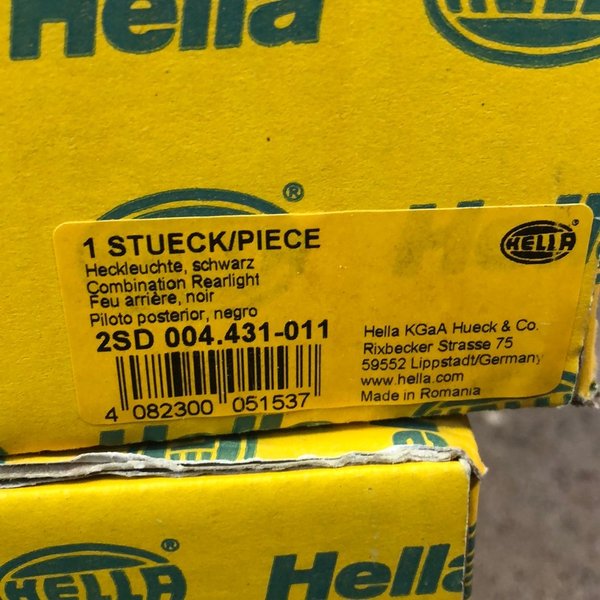 Hella
HELLA
®
1 STUECK/PIECE
HELLA
Heckleuchte, schwarz
Combination Rearlight
Feu arrière, noir
Piloto posterior, negro
2SD 004.431-011
Hella KGaA Hueck & Co.
Rixbecker Strasse 75
59552 Lippstadt/Germany
www.hella.com
Made in Romania
4 082300 051537
Hella
HELLA ®
Hella